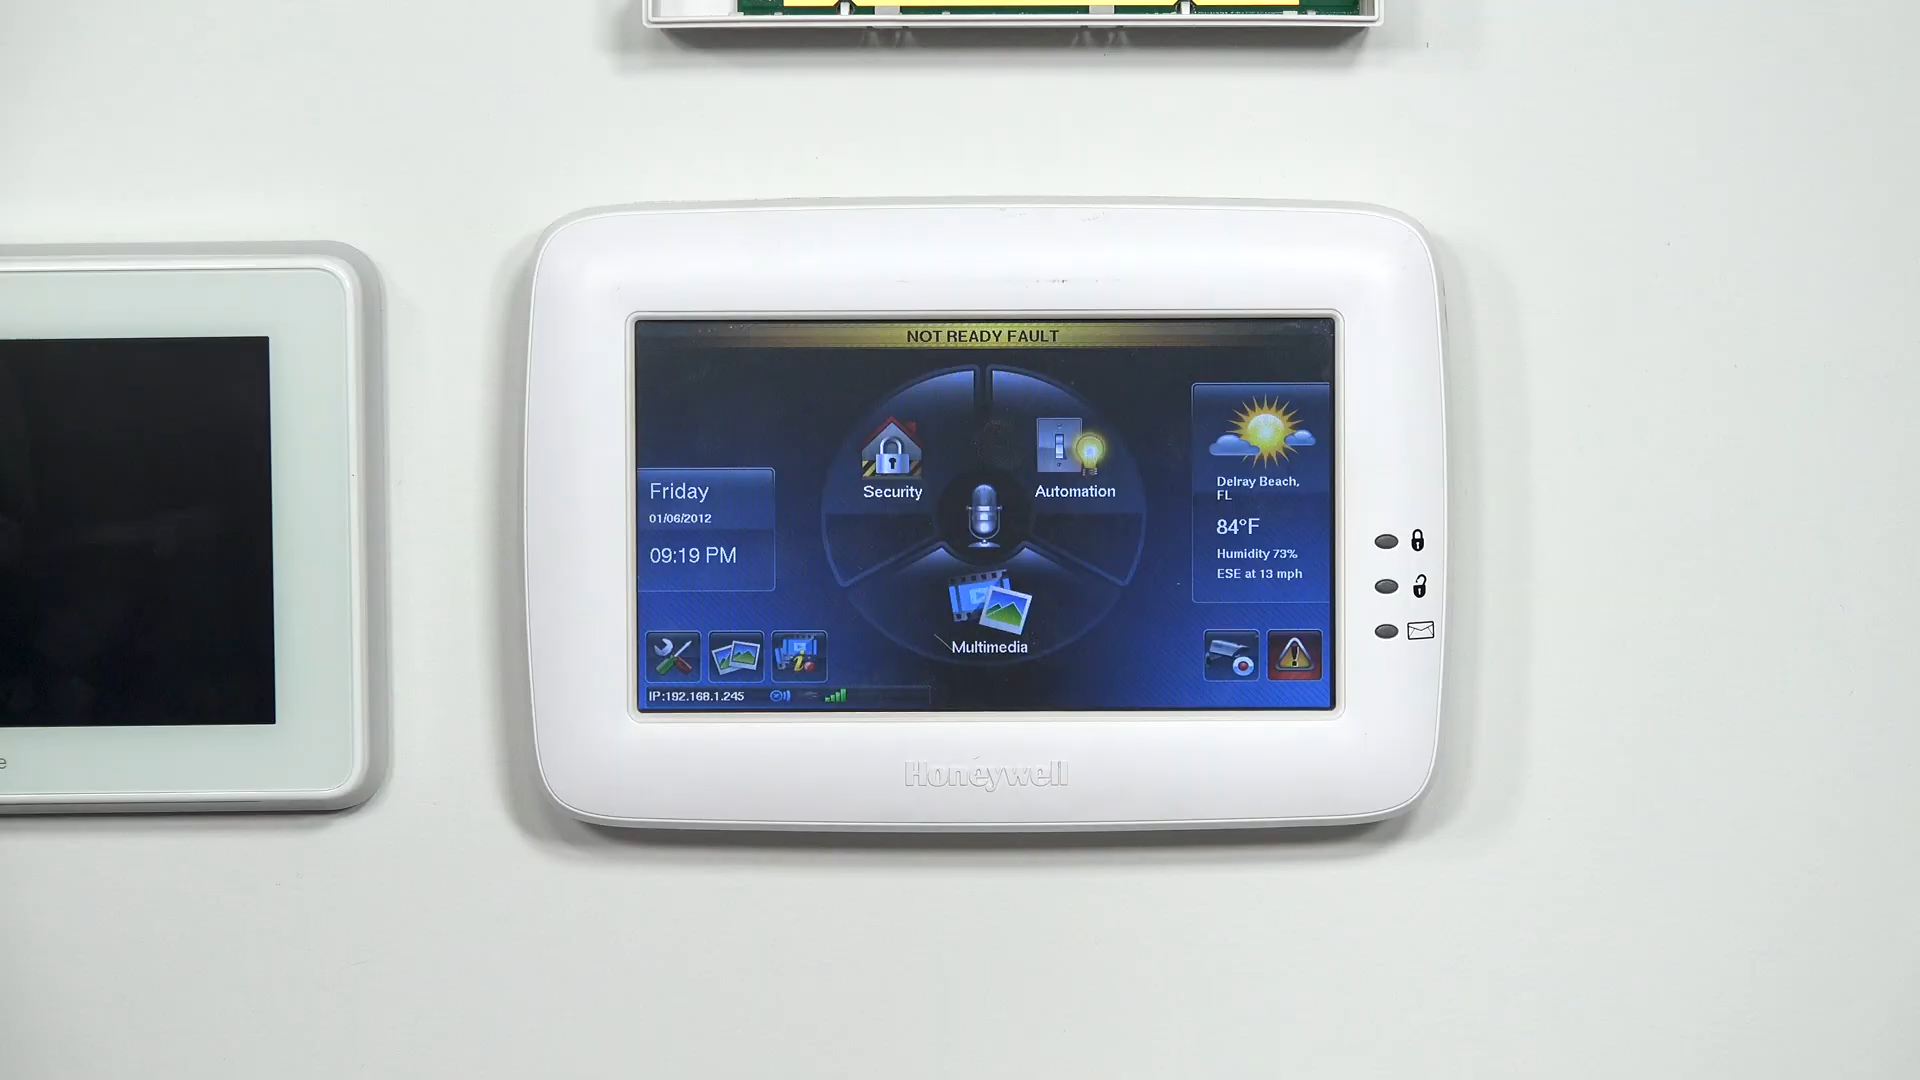 NOT READY FAULT
Security
Automation
Multimedia
Friday
01/06/2012
09:19 PM
Delray Beach,
FL
84°F
Humidity 73%
ESE at 13 mph
IP:192.168.1.245
Honeywell
e